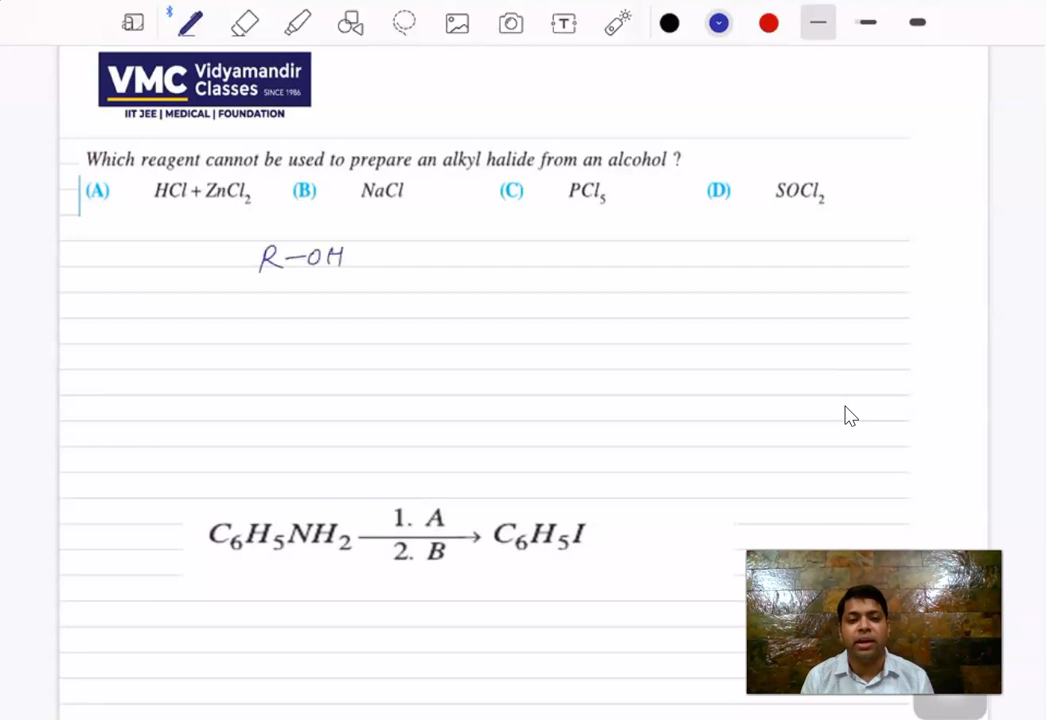 VMC Vidyamandir Classes SINCE 1986
IIT JEE | MEDICAL | FOUNDATION
Which reagent cannot be used to prepare an alkyl halide from an alcohol ?
(A) HCl + ZnCl₂ (B) NaCl (C) PCl₅ (D) SOCl₂
R—OH
1. A
C₆H₅NH₂ ⟶ C₆H₅I
2. B